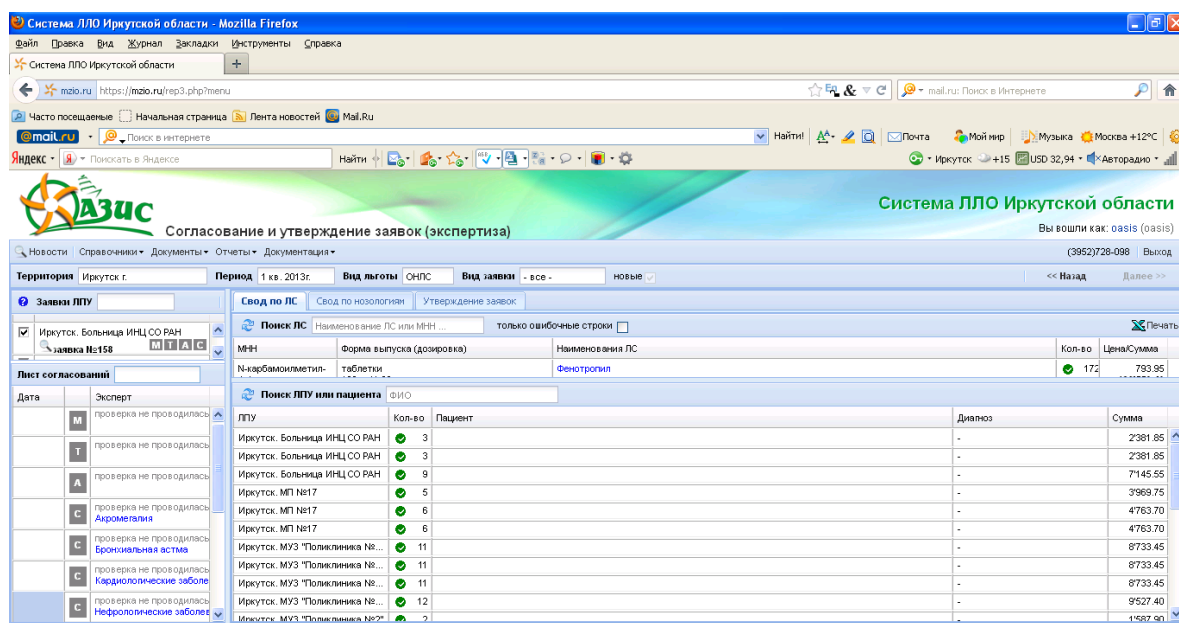 Система ЛЛО Иркутской области - Mozilla Firefox
Файл Правка Вид Журнал Закладки Инструменты Справка
Система ЛЛО Иркутской области +
mzio.ru https://mzio.ru/rep3.php?menu mail.ru: Поиск в Интернете
Часто посещаемые Начальная страница Лента новостей Mail.Ru
@mail.ru Поиск в интернете Найти! Почта Мой мир Музыка Москва +12°C
Яндекс Я Поискать в Яндексе Найти Иркутск +15 USD 32,94 Авторадио
Оазис
Система ЛЛО Иркутской области
Согласование и утверждение заявок (экспертиза) Вы вошли как: oasis (oasis)
Новости Справочники Документы Отчеты Документация (3952)728-098 Выход
Территория Иркутск г. Период 1 кв. 2013г. Вид льготы ОНЛС Вид заявки - все - новые << Назад Далее >>
Заявки ЛПУ Свод по ЛС Свод по нозологиям Утверждение заявок
Поиск ЛС Наименование ЛС или МНН ... только ошибочные строки Печать
Иркутск. Больница ИНЦ СО РАН
заявка №158 М Т А С
МНН Форма выпуска (дозировка) Наименования ЛС Кол-во Цена/Сумма
N-карбамоилметил- таблетки Фенотропил 172 793.95
Лист согласований
Поиск ЛПУ или пациента ФИО
Дата Эксперт
ЛПУ Кол-во Пациент Диагноз Сумма
М проверка не проводилась
Т проверка не проводилась
А проверка не проводилась
С проверка не проводилась
Акромегалия
С проверка не проводилась
Бронхиальная астма
С проверка не проводилась
Кардиологические заболе
С проверка не проводилась
Нефрологические заболев
Иркутск. Больница ИНЦ СО РАН 3 - 2'381.85
Иркутск. Больница ИНЦ СО РАН 3 - 2'381.85
Иркутск. Больница ИНЦ СО РАН 9 - 7'145.55
Иркутск. МП №17 5 - 3'969.75
Иркутск. МП №17 6 - 4'763.70
Иркутск. МП №17 6 - 4'763.70
Иркутск. МУЗ "Поликлиника №... 11 - 8'733.45
Иркутск. МУЗ "Поликлиника №... 11 - 8'733.45
Иркутск. МУЗ "Поликлиника №... 11 - 8'733.45
Иркутск. МУЗ "Поликлиника №... 12 - 9'527.40
Иркутск. МУЗ "Поликлиника №2" 2 - 1'587.90